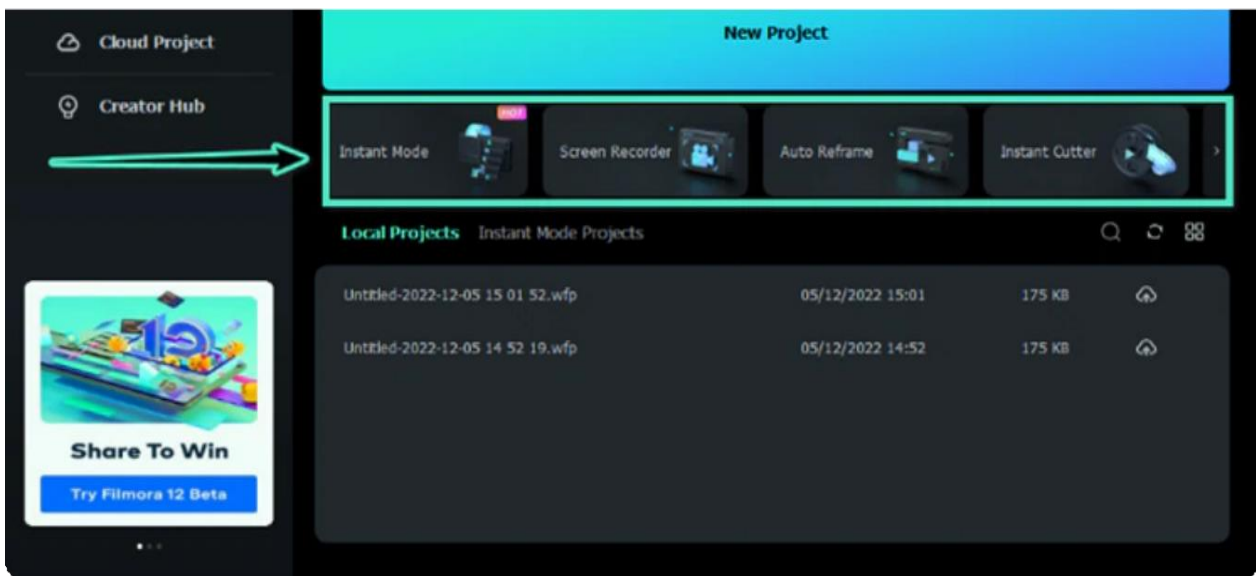 Cloud Project
Creator Hub
New Project
HOT
Instant Mode
Screen Recorder
Auto Reframe
Instant Cutter
Local Projects Instant Mode Projects
Untitled-2022-12-05 15 01 52.wfp 05/12/2022 15:01 175 KB
Untitled-2022-12-05 14 52 19.wfp 05/12/2022 14:52 175 KB
12
Share To Win
Try Filmora 12 Beta